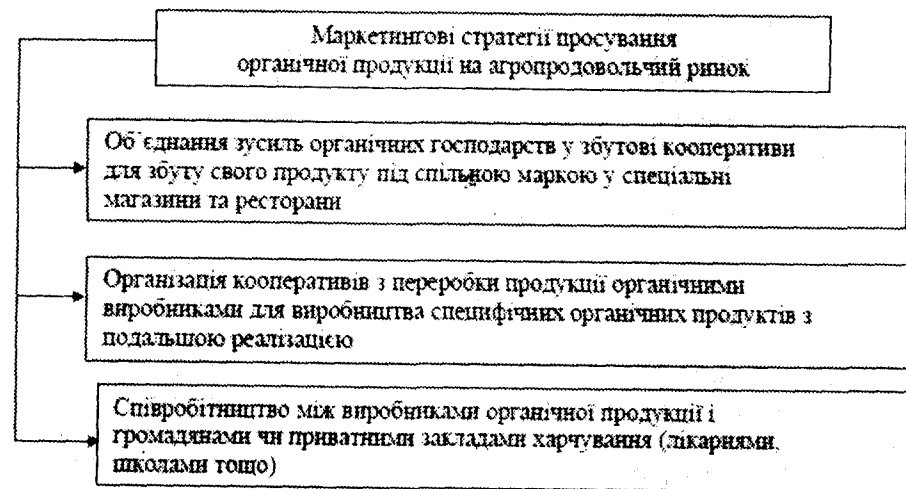 Маркетингові стратегії просування
органічної продукції на агропродовольчий ринок
Об`єднання зусиль органічних господарств у збутові кооперативи
для збуту свого продукту під спільною маркою у спеціальні
магазини та ресторани
Організація кооперативів з переробки продукції органічними
виробниками для виробництва специфічних органічних продуктів з
подальшою реалізацією
Співробітництво між виробниками органічної продукції і
громадянами чи приватними закладами харчування (лікарнями,
школами тощо)